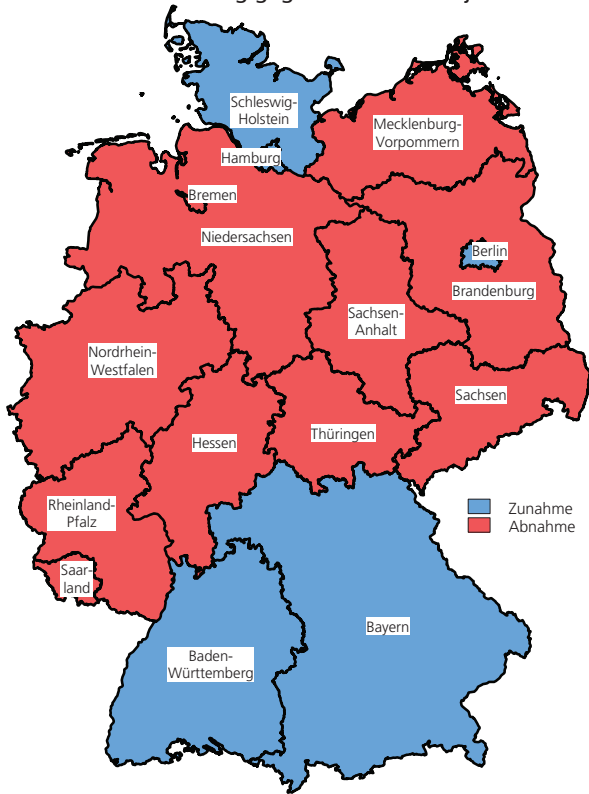 Schleswig-
Holstein
Mecklenburg-
Vorpommern
Hamburg
Bremen
Niedersachsen
Berlin
Brandenburg
Sachsen-
Anhalt
Nordrhein-
Westfalen
Sachsen
Thüringen
Hessen
Rheinland-
Pfalz
Zunahme
Abnahme
Saar-
land
Bayern
Baden-
Württemberg